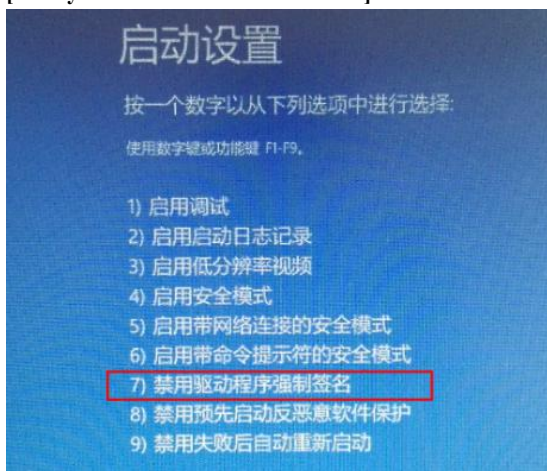 启动设置
按一个数字以从下列选项中进行选择:
使用数字键或功能键 F1-F9。
1) 启用调试
2) 启用启动日志记录
3) 启用低分辨率视频
4) 启用安全模式
5) 启用带网络连接的安全模式
6) 启用带命令提示符的安全模式
7) 禁用驱动程序强制签名
8) 禁用预先启动反恶意软件保护
9) 禁用失败后自动重新启动